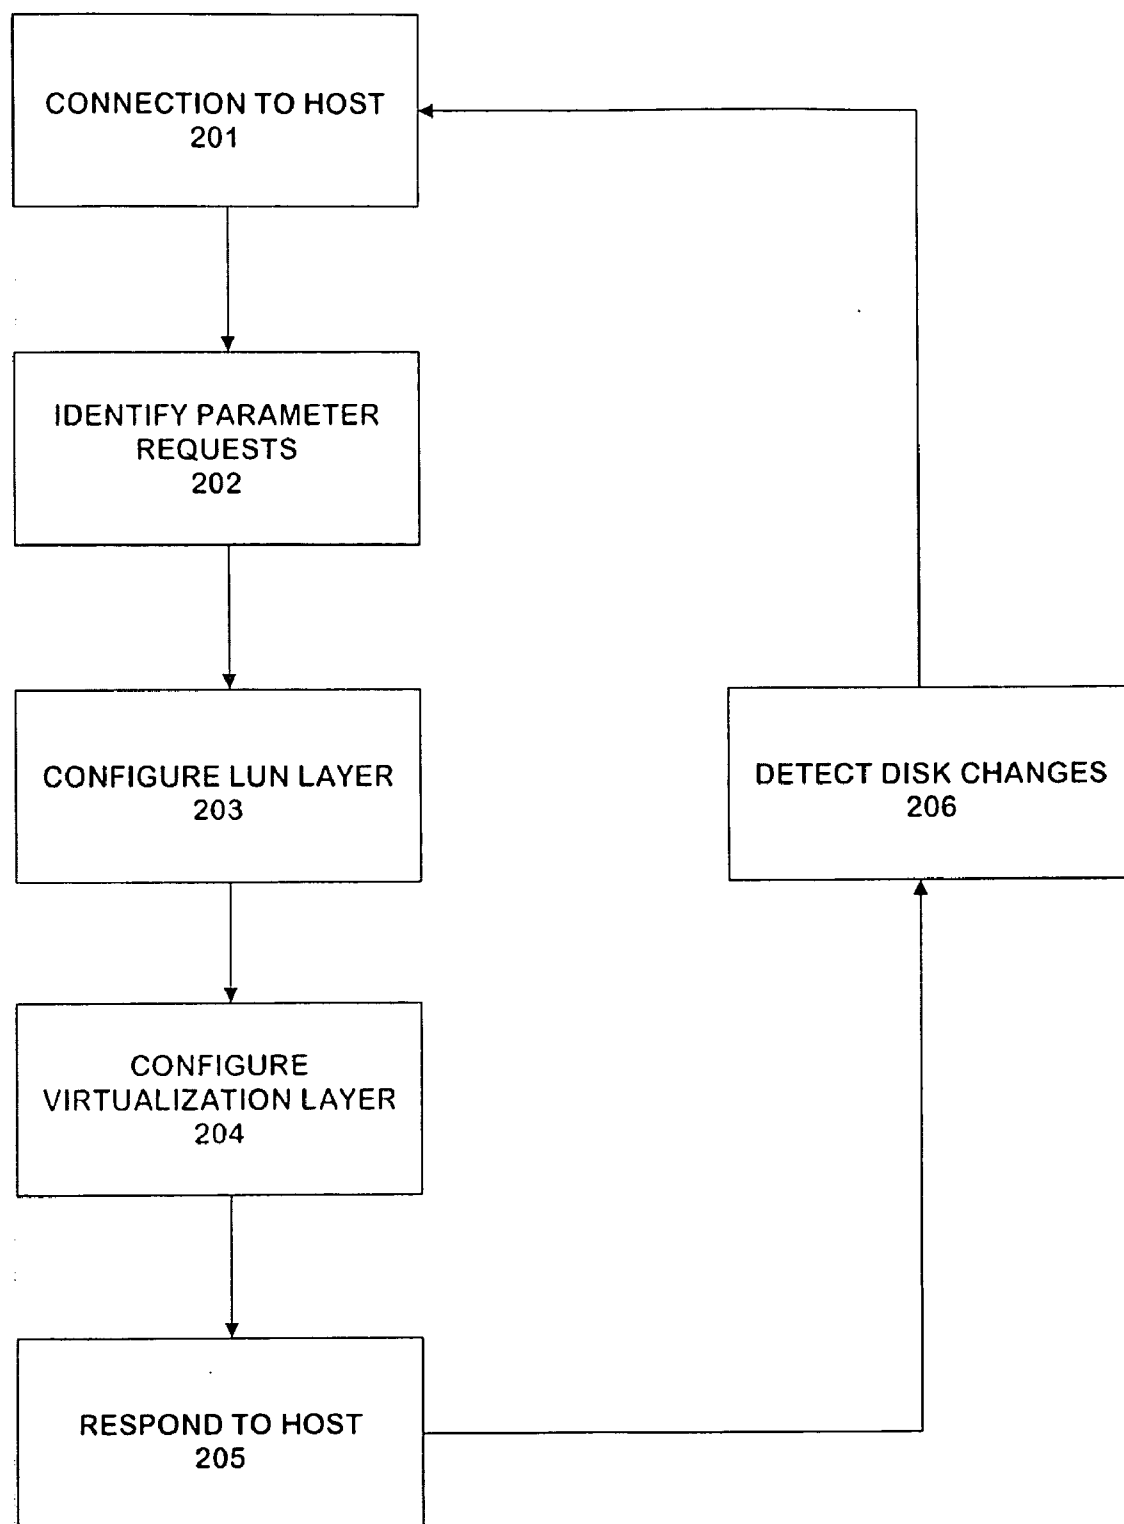 CONNECTION TO HOST
201
IDENTIFY PARAMETER
REQUESTS
202
CONFIGURE LUN LAYER
203
DETECT DISK CHANGES
206
CONFIGURE
VIRTUALIZATION LAYER
204
RESPOND TO HOST
205